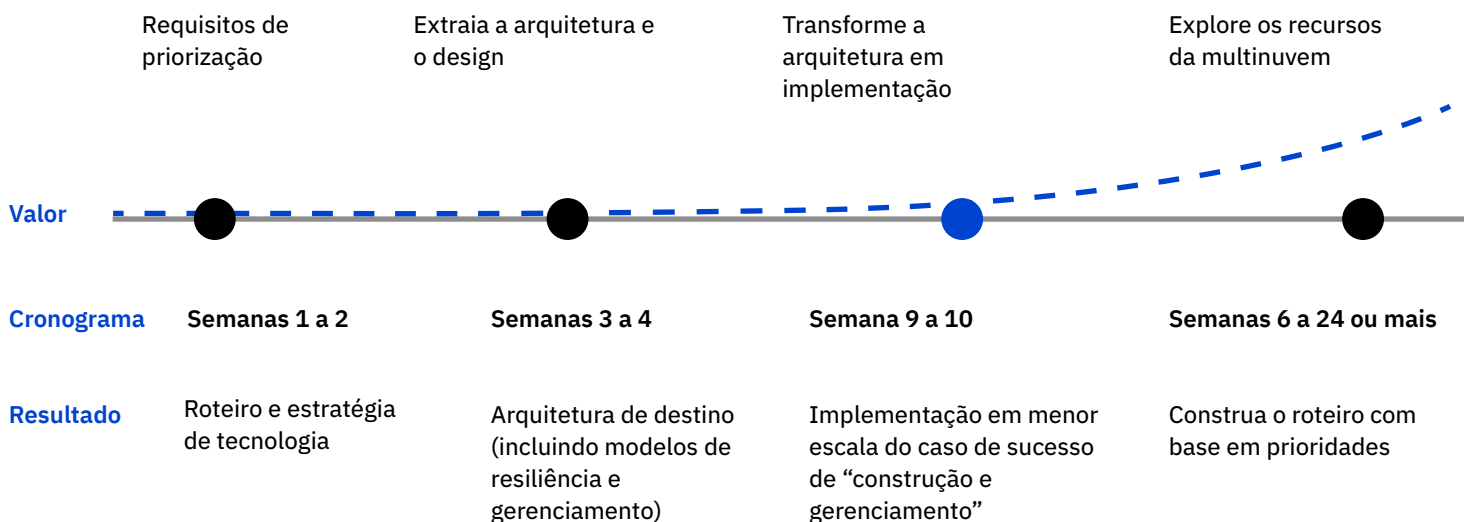 Requisitos de
priorização
Extraia a arquitetura e
o design
Transforme a
arquitetura em
implementação
Explore os recursos
da multinuvem
Valor
Cronograma
Semanas 1 a 2
Semanas 3 a 4
Semana 9 a 10
Semanas 6 a 24 ou mais
Resultado
Roteiro e estratégia
de tecnologia
Arquitetura de destino
(incluindo modelos de
resiliência e
gerenciamento)
Implementação em menor
escala do caso de sucesso
de “construção e
gerenciamento”
Construa o roteiro com
base em prioridades